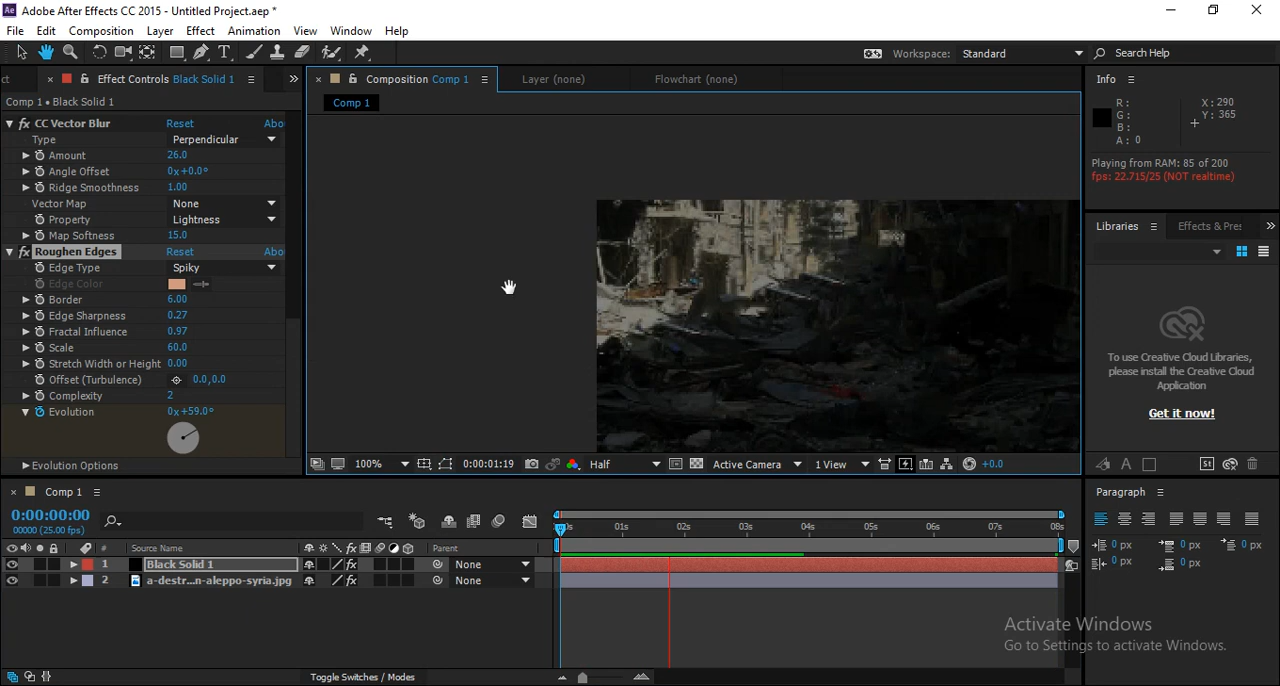 Adobe After Effects CC 2015 - Untitled Project.aep *
File Edit Composition Layer Effect Animation View Window Help
Workspace: Standard Search Help
ct Effect Controls Black Solid 1
Comp 1 • Black Solid 1
fx CC Vector Blur Reset Abo
Type Perpendicular
Amount 26.0
Angle Offset 0x+0.0°
Ridge Smoothness 1.00
Vector Map None
Property Lightness
Map Softness 15.0
fx Roughen Edges Reset Abo
Edge Type Spiky
Edge Color
Border 6.00
Edge Sharpness 0.27
Fractal Influence 0.97
Scale 60.0
Stretch Width or Height 0.00
Offset (Turbulence) 0.0,0.0
Complexity 2
Evolution 0x+59.0°
Evolution Options
Composition Comp 1 Layer (none) Flowchart (none)
Comp 1
100% 0:00:01:19 Half Active Camera 1 View +0.0
Info
R: X: 290
G: Y: 365
B:
A: 0
Playing from RAM: 85 of 200
fps: 22.715/25 (NOT realtime)
Libraries Effects & Pres
To use Creative Cloud Libraries,
please install the Creative Cloud
Application
Get it now!
Comp 1
0:00:00:00
00000 (25.00 fps)
# Source Name fx Parent
1 Black Solid 1 fx None
2 a-destr...n-aleppo-syria.jpg fx None
01s 02s 03s 04s 05s 06s 07s 08s
Toggle Switches / Modes
Paragraph
0 px 0 px 0 px
0 px 0 px
Activate Windows
Go to Settings to activate Windows.